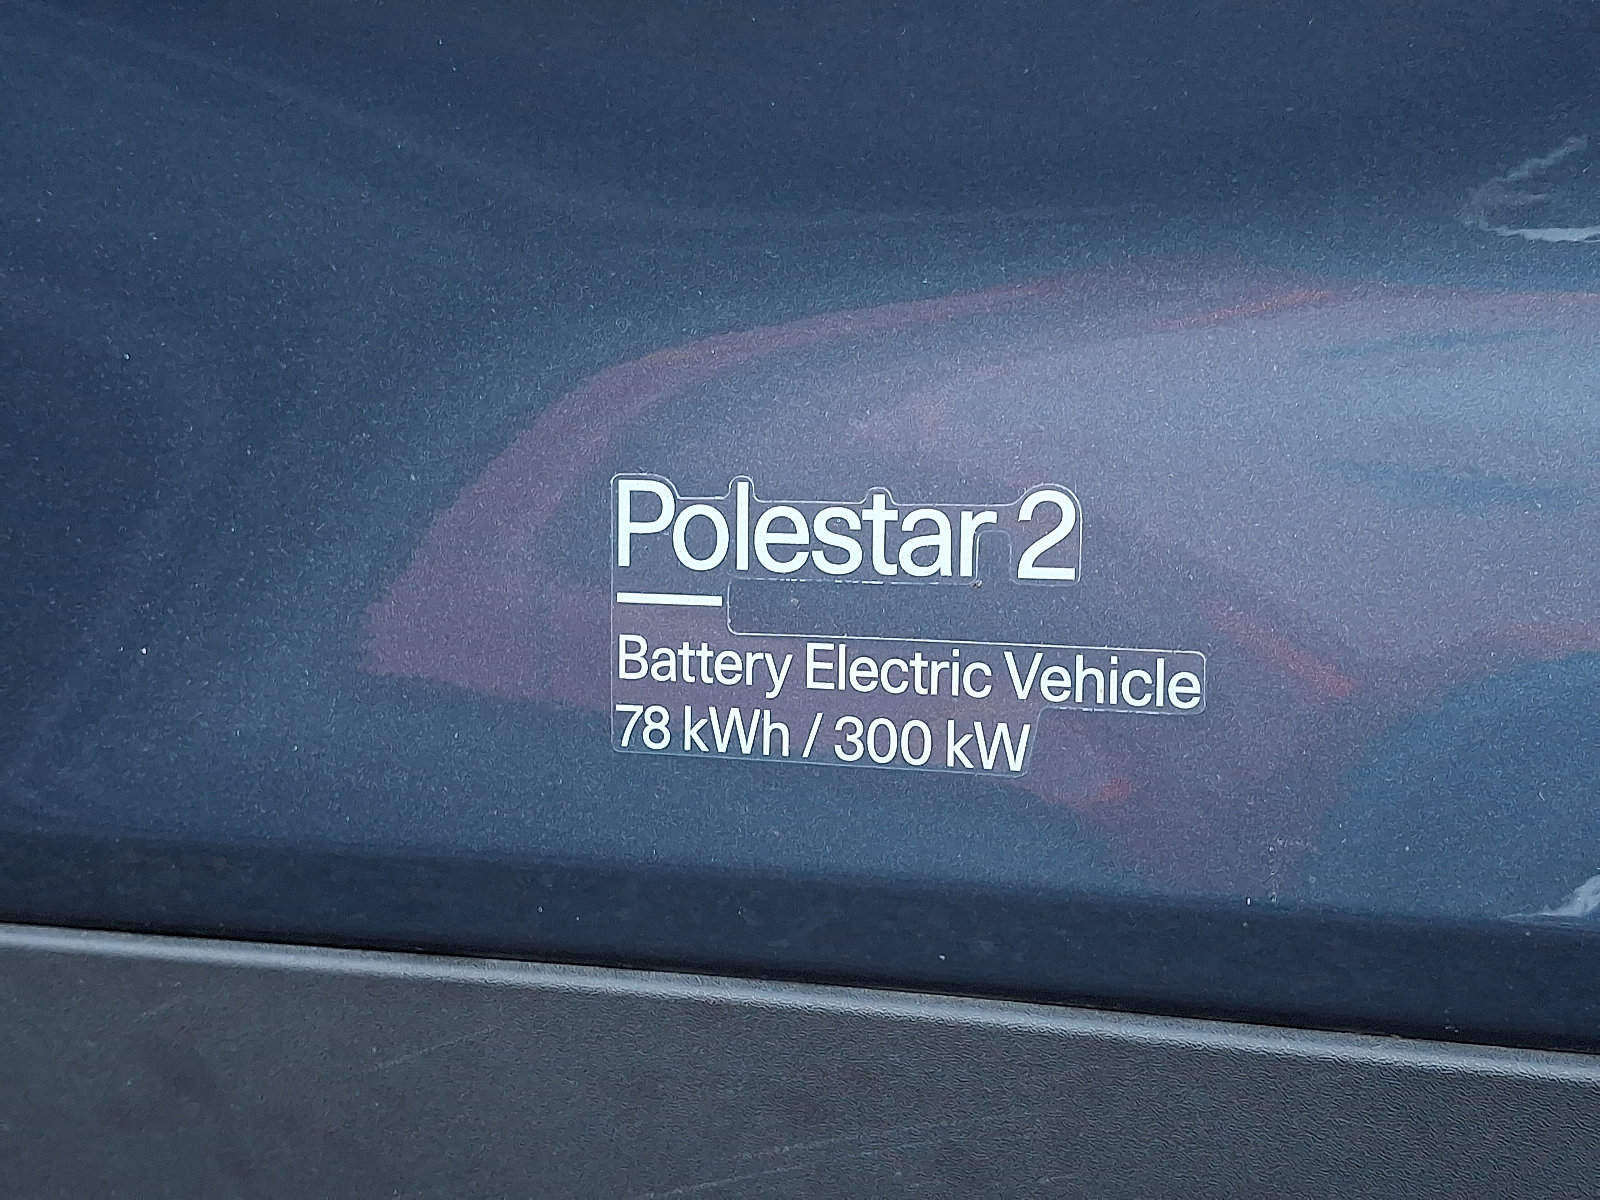 Polestar 2
Battery Electric Vehicle
78 kWh / 300 kW